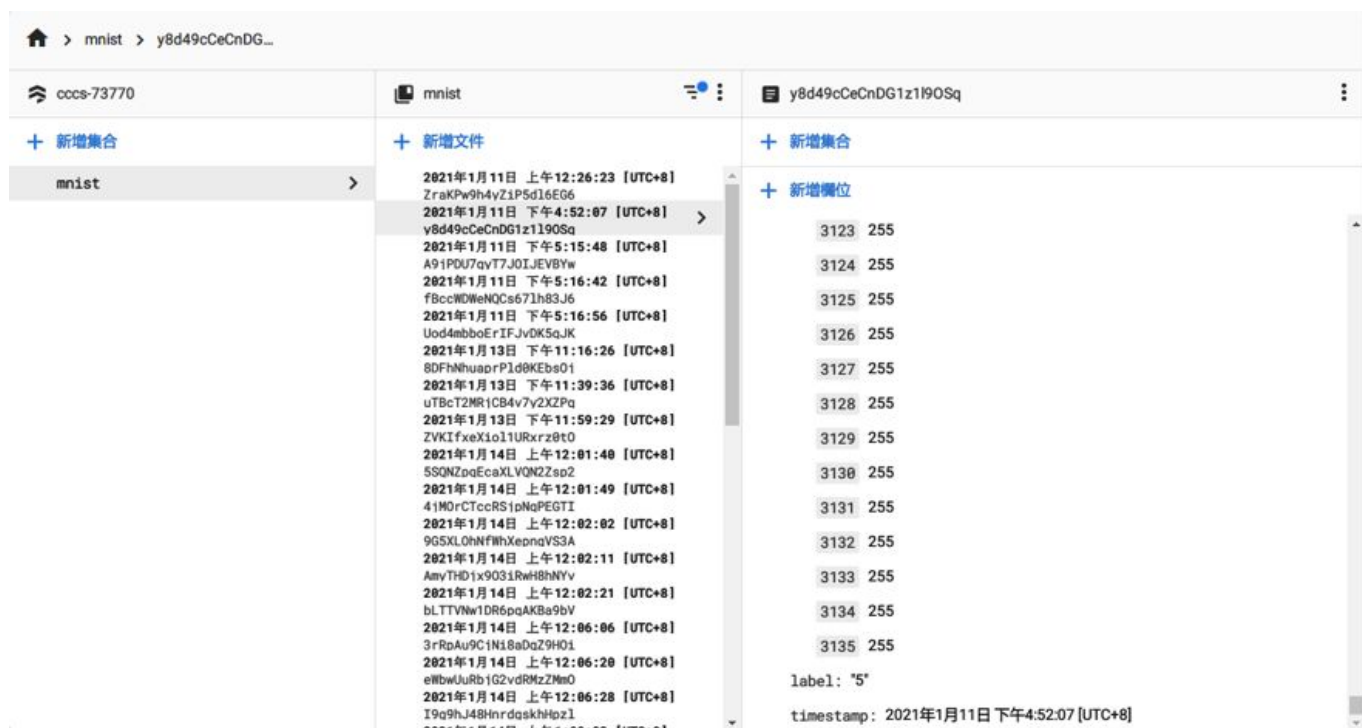 mnist > y8d49cCeCnDG...
cccs-73770
新增集合
mnist
mnist
新增文件
2021年1月11日 上午12:26:23 [UTC+8]
ZraKPw9h4yZiP5dl6EG6
2021年1月11日 下午4:52:07 [UTC+8]
y8d49cCeCnDG1z1l9OSq
2021年1月11日 下午5:15:48 [UTC+8]
A9jPDU7qyT7JOIJEVBYw
2021年1月11日 下午5:16:42 [UTC+8]
fBccWDWeNQCs67lh83J6
2021年1月11日 下午5:16:56 [UTC+8]
Uod4mbboErIFJvDK5qJK
2021年1月13日 下午11:16:26 [UTC+8]
8DFhNhuaprPld0KEbsOj
2021年1月13日 下午11:39:36 [UTC+8]
uTBcT2MRjCB4v7y2XZPq
2021年1月13日 下午11:59:29 [UTC+8]
ZVKIfxeXiol1URxrz0tO
2021年1月14日 上午12:01:40 [UTC+8]
5SQNZpqEcaXLVQN2Zsp2
2021年1月14日 上午12:01:49 [UTC+8]
4jMOrCTccRSjpNqPEGTI
2021年1月14日 上午12:02:02 [UTC+8]
9G5XLOhNfWhXepnqVS3A
2021年1月14日 上午12:02:11 [UTC+8]
AmyTHDjx9O3iRwH8hNYv
2021年1月14日 上午12:02:21 [UTC+8]
bLTTVNw1DR6pqAKBa9bV
2021年1月14日 上午12:06:06 [UTC+8]
3rRpAu9CjNi8aDqZ9HOi
2021年1月14日 上午12:06:20 [UTC+8]
eWbwUuRbjG2vdRMzZMmO
2021年1月14日 上午12:06:28 [UTC+8]
I9q9hJ48HnrdqskhHpzl
y8d49cCeCnDG1z1l9OSq
新增集合
新增欄位
3123 255
3124 255
3125 255
3126 255
3127 255
3128 255
3129 255
3130 255
3131 255
3132 255
3133 255
3134 255
3135 255
label: "5"
timestamp: 2021年1月11日 下午4:52:07 [UTC+8]